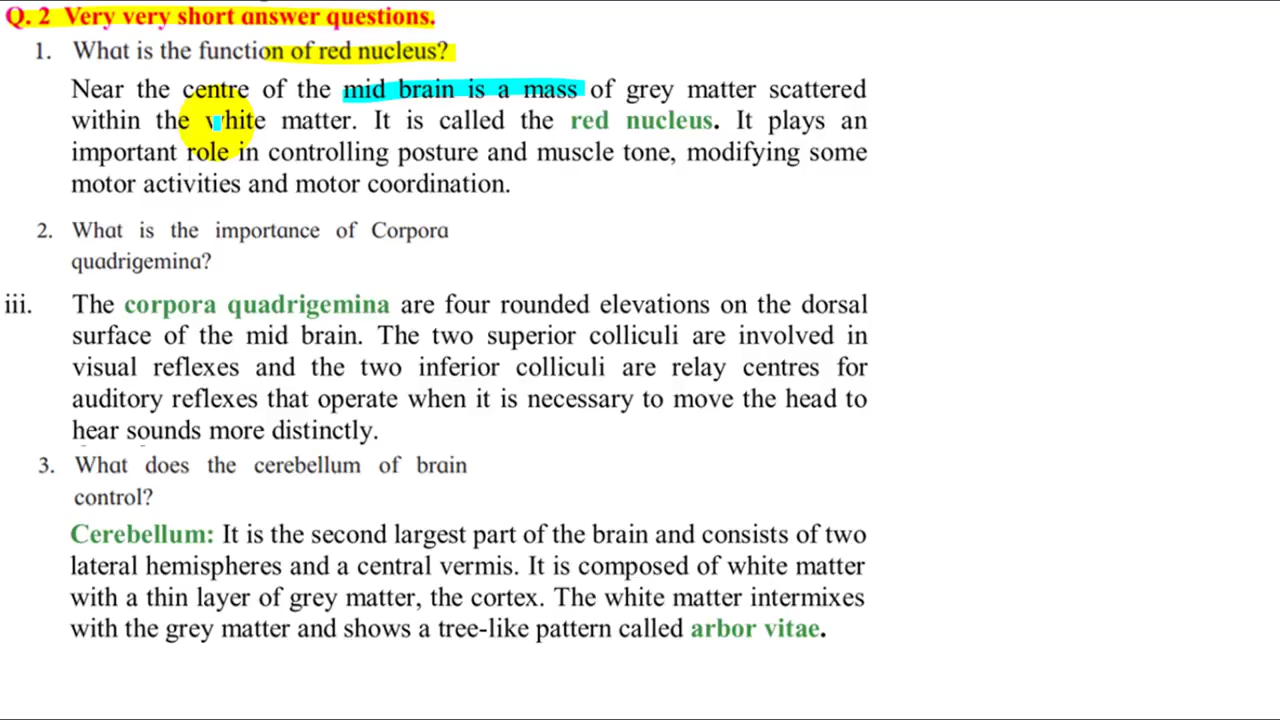 Q. 2 Very very short answer questions.
1. What is the function of red nucleus?
Near the centre of the mid brain is a mass of grey matter scattered
within the white matter. It is called the red nucleus. It plays an
important role in controlling posture and muscle tone, modifying some
motor activities and motor coordination.
2. What is the importance of Corpora
quadrigemina?
iii. The corpora quadrigemina are four rounded elevations on the dorsal
surface of the mid brain. The two superior colliculi are involved in
visual reflexes and the two inferior colliculi are relay centres for
auditory reflexes that operate when it is necessary to move the head to
hear sounds more distinctly.
3. What does the cerebellum of brain
control?
Cerebellum: It is the second largest part of the brain and consists of two
lateral hemispheres and a central vermis. It is composed of white matter
with a thin layer of grey matter, the cortex. The white matter intermixes
with the grey matter and shows a tree-like pattern called arbor vitae.